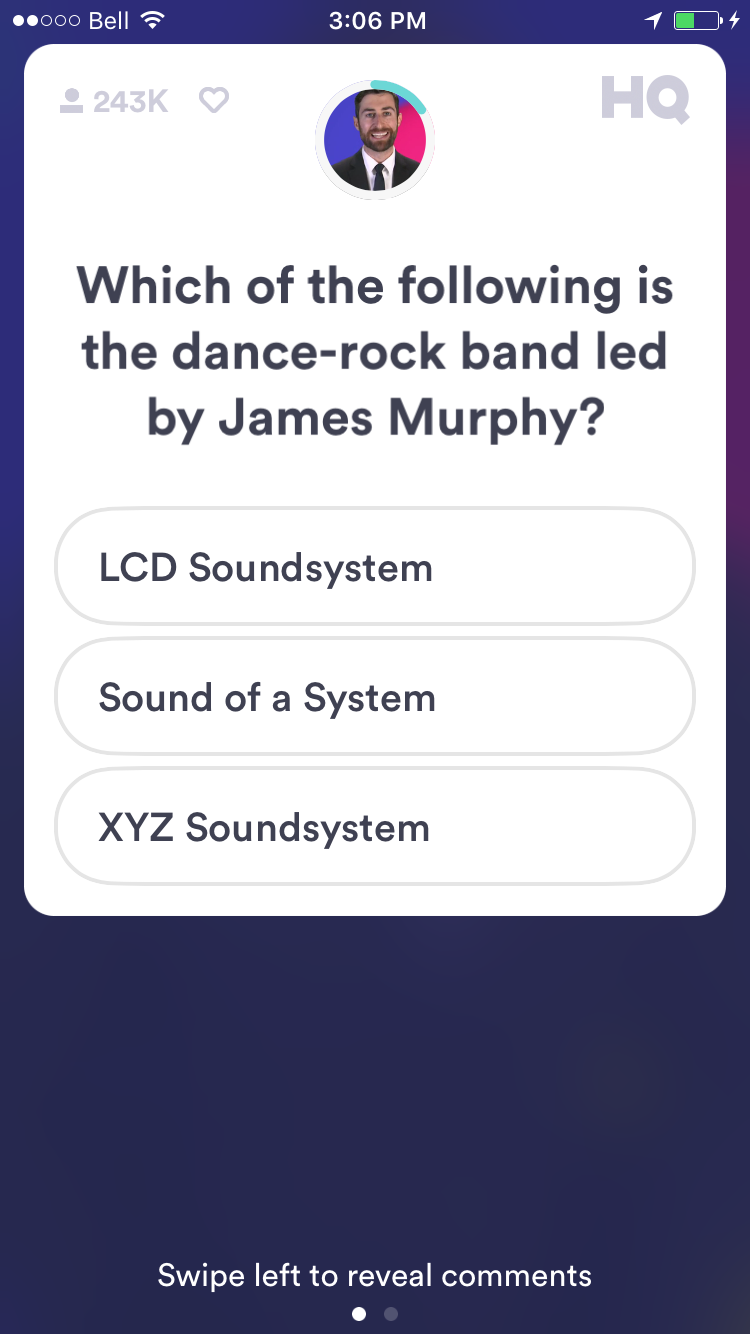 Bell 3:06 PM
243K HQ
Which of the following is
the dance-rock band led
by James Murphy?
LCD Soundsystem
Sound of a System
XYZ Soundsystem
Swipe left to reveal comments